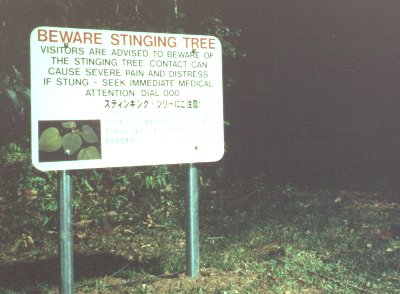 BEWARE STINGING TREE
VISITORS ARE ADVISED TO BEWARE OF
THE STINGING TREE. CONTACT CAN
CAUSE SEVERE PAIN AND DISTRESS.
IF STUNG - SEEK IMMEDIATE MEDICAL
ATTENTION. DIAL 000
スティンキング・ツリーにご注意!